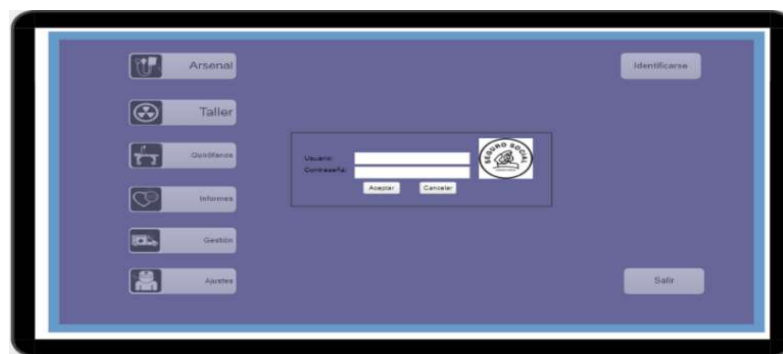 Arsenal
Identificarse
Taller
Quirófanos
SEGURO SOCIAL
Usuario:
Contraseña:
Aceptar
Cancelar
Informes
Gestión
Ajustes
Salir